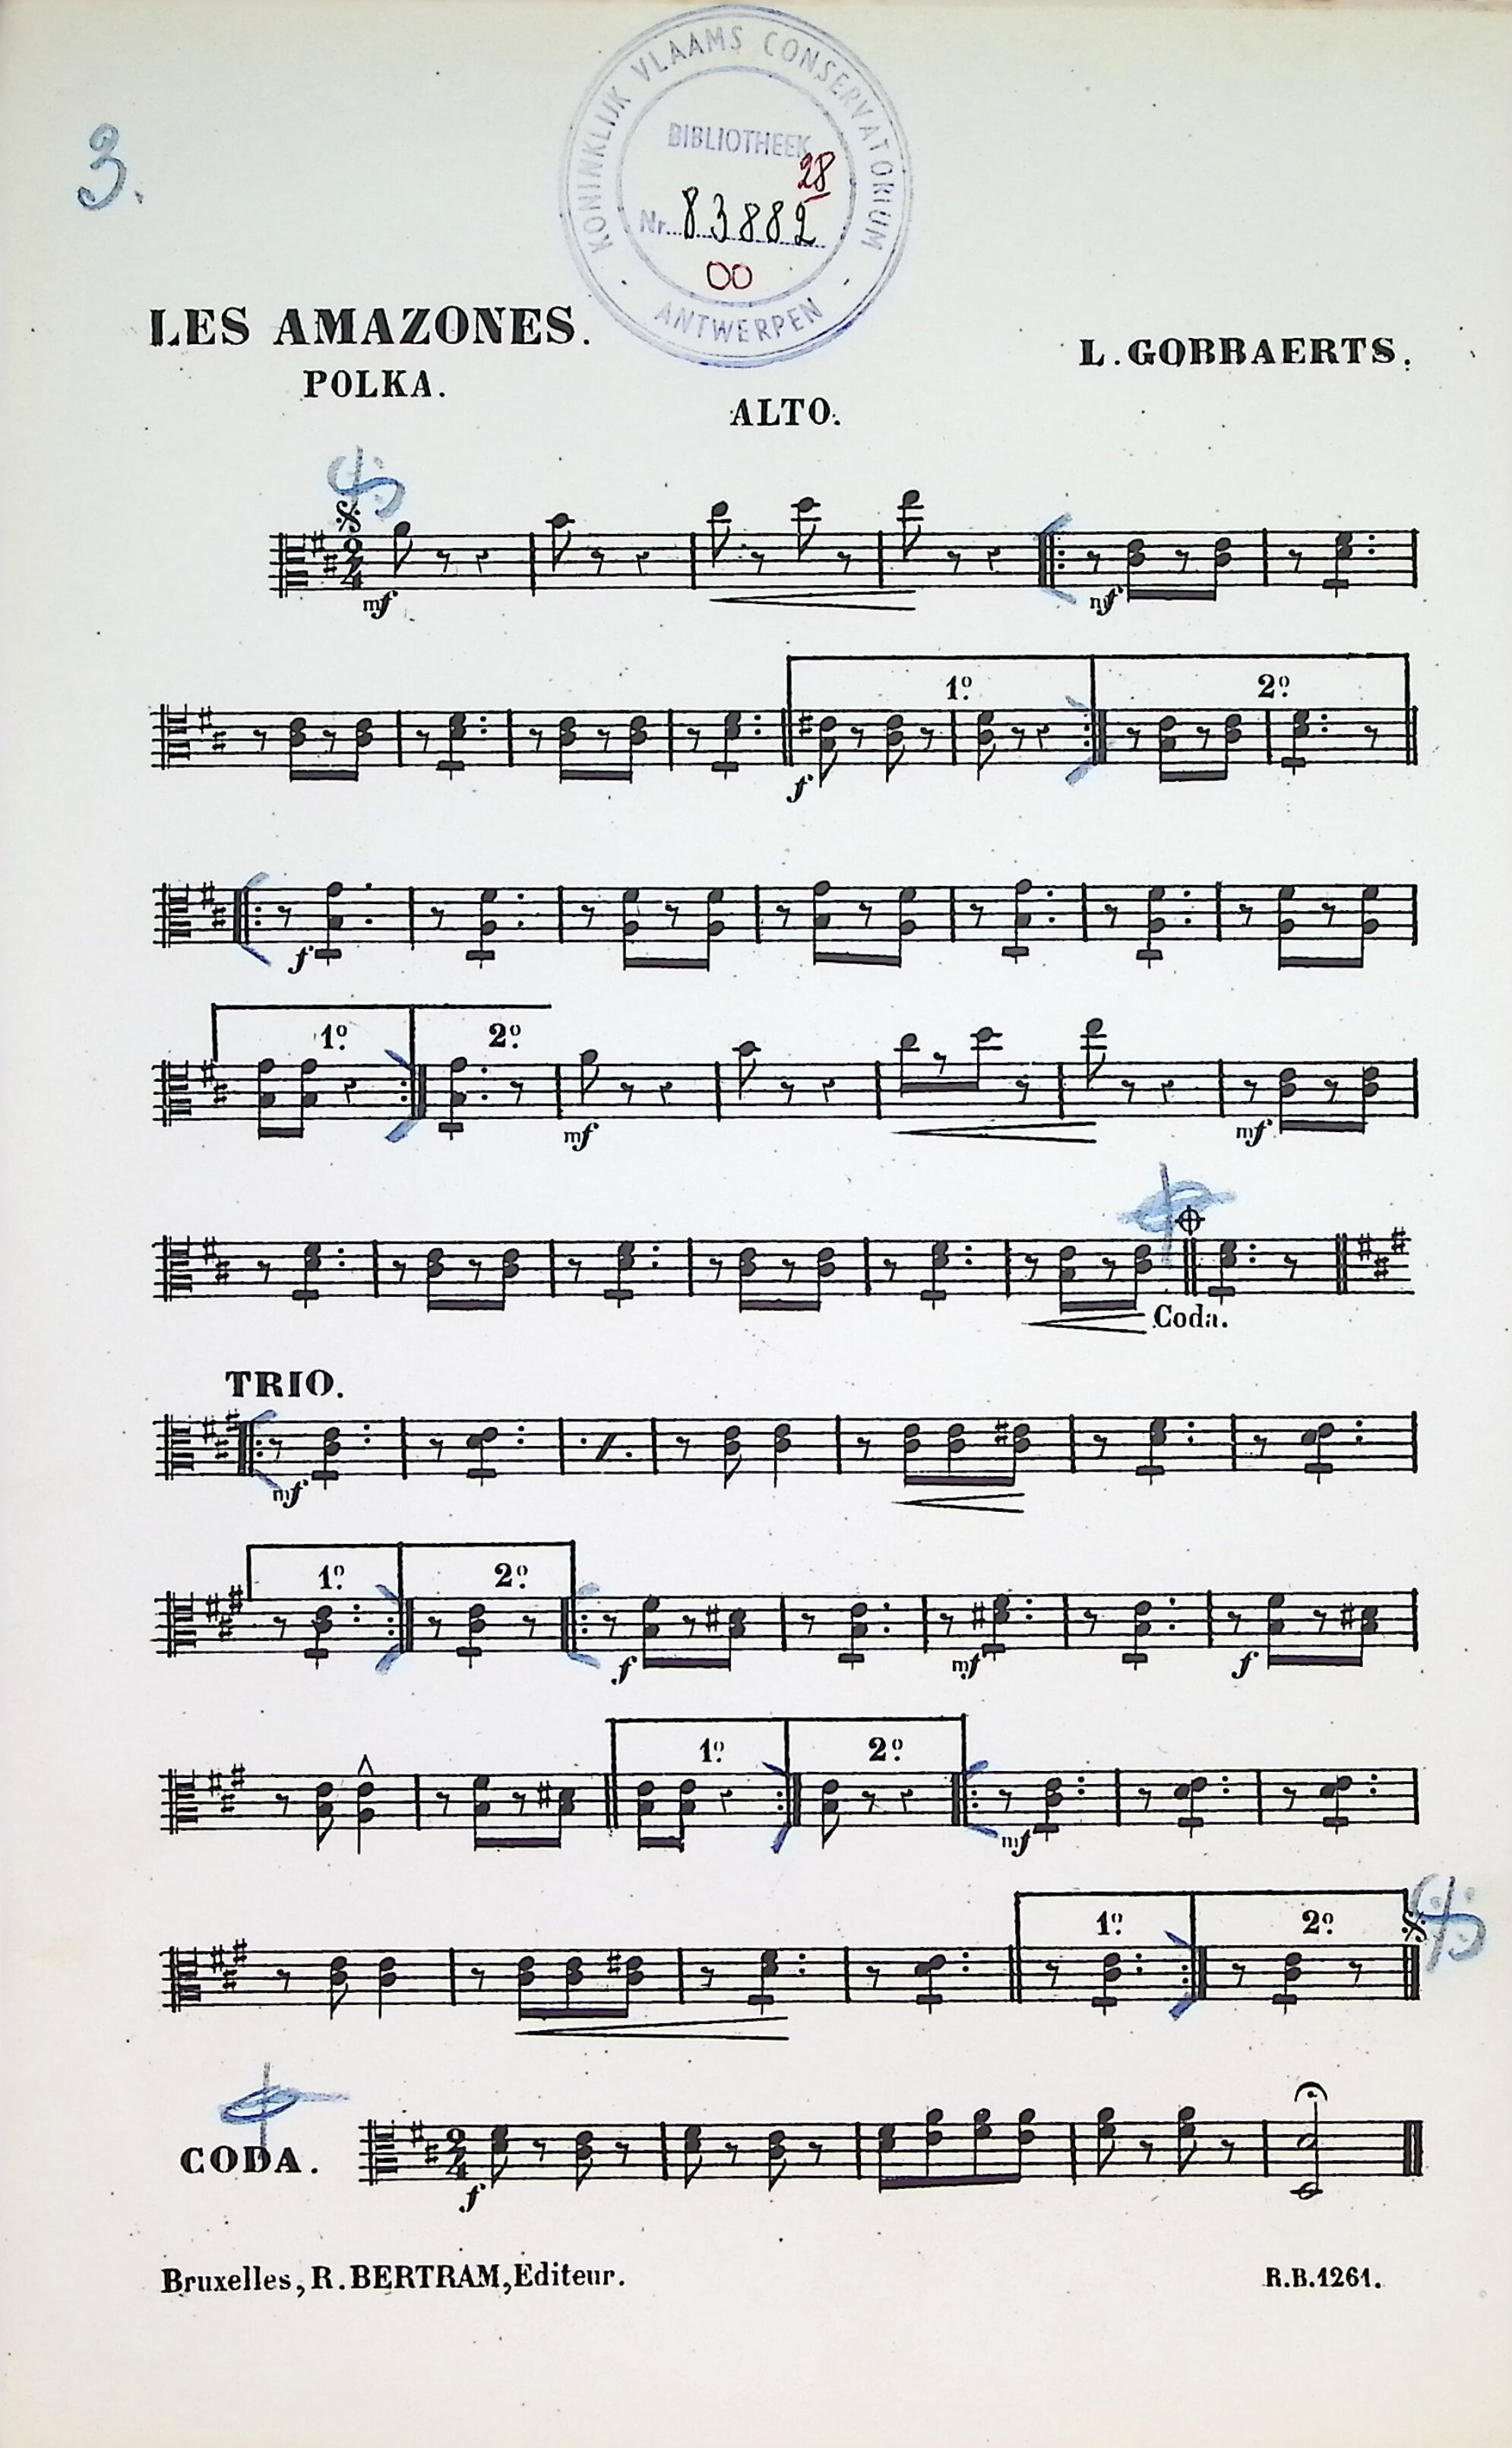 KONINKLIJK VLAAMS CONSERVATORIUM
ANTWERPEN
BIBLIOTHEEK
28
Nr. 83882
00
3.
LES AMAZONES.
POLKA.
L. GOBBAERTS.
ALTO.
2/4
mf
mf
1º
2º
f
f
1º
2º
mf
mf
Coda.
TRIO.
mf
1º
2º
f
mf
f
1º
2º
mf
1º
2º
CODA.
2/4
f
Bruxelles, R. BERTRAM, Editeur.
R.B.1261.